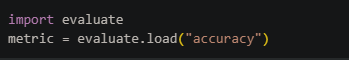 import evaluate
metric = evaluate.load("accuracy")